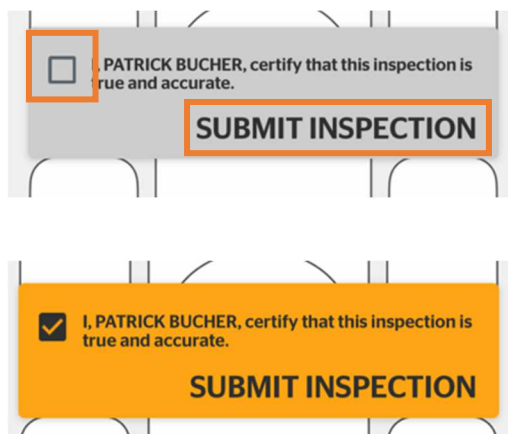 I, PATRICK BUCHER, certify that this inspection is
true and accurate.
SUBMIT INSPECTION
I, PATRICK BUCHER, certify that this inspection is
true and accurate.
SUBMIT INSPECTION